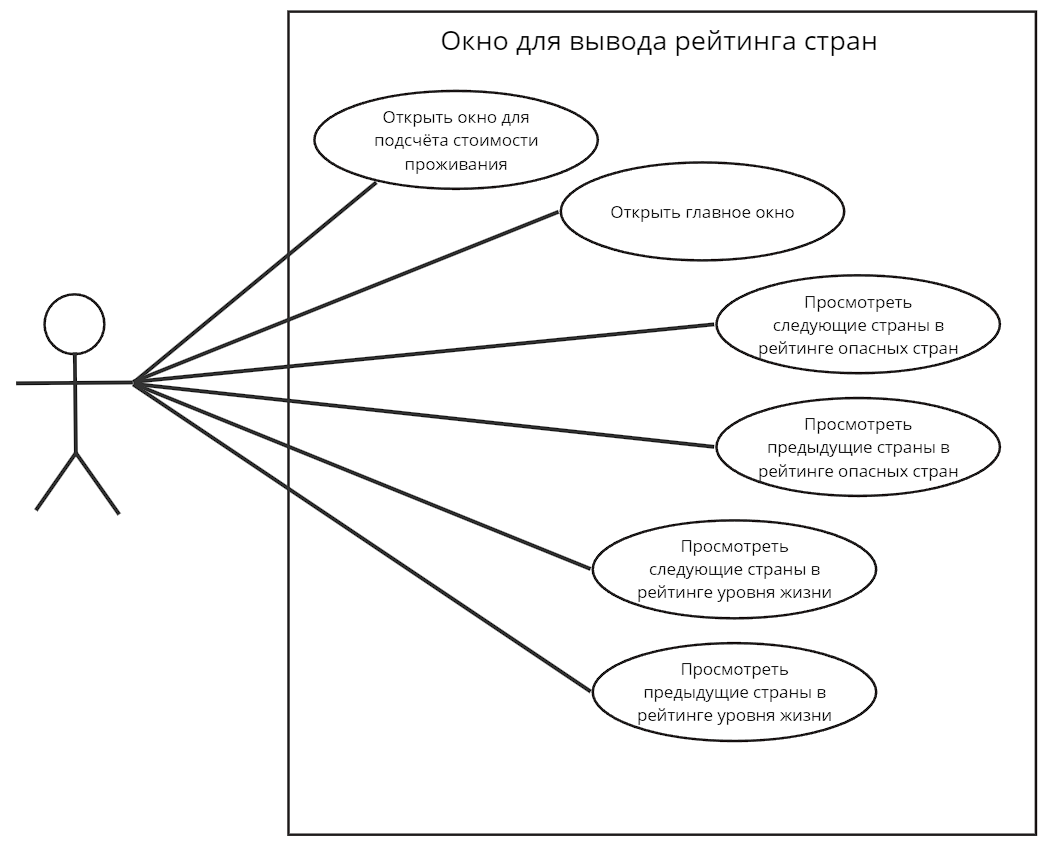 Окно для вывода рейтинга стран
Открыть окно для
подсчёта стоимости
проживания
Открыть главное окно
Просмотреть
следующие страны в
рейтинге опасных стран
Просмотреть
предыдущие страны в
рейтинге опасных стран
Просмотреть
следующие страны в
рейтинге уровня жизни
Просмотреть
предыдущие страны в
рейтинге уровня жизни